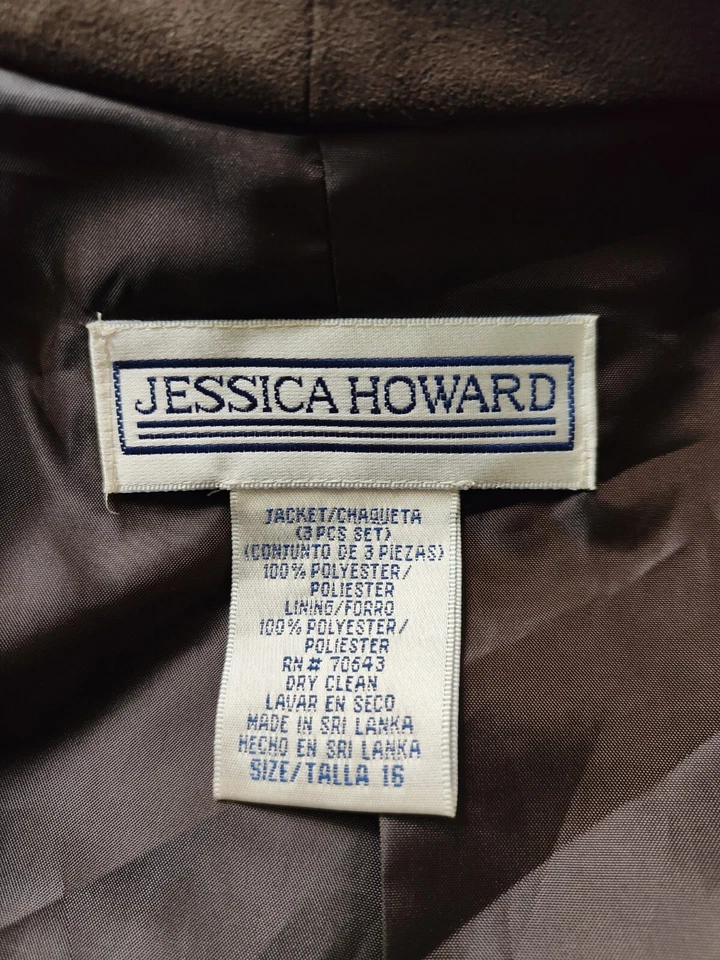 JESSICA HOWARD
JACKET/CHAQUETA
(3 PCS SET)
(CONTUNTO DE 3 PIEZAS)
100% POLYESTER/
POLIESTER
LINING/FORRO
100% POLYESTER/
POLIESTER
RN # 70643
DRY CLEAN
LAVAR EN SECO
MADE IN SRI LANKA
HECHO EN SRI LANKA
SIZE/TALLA 16